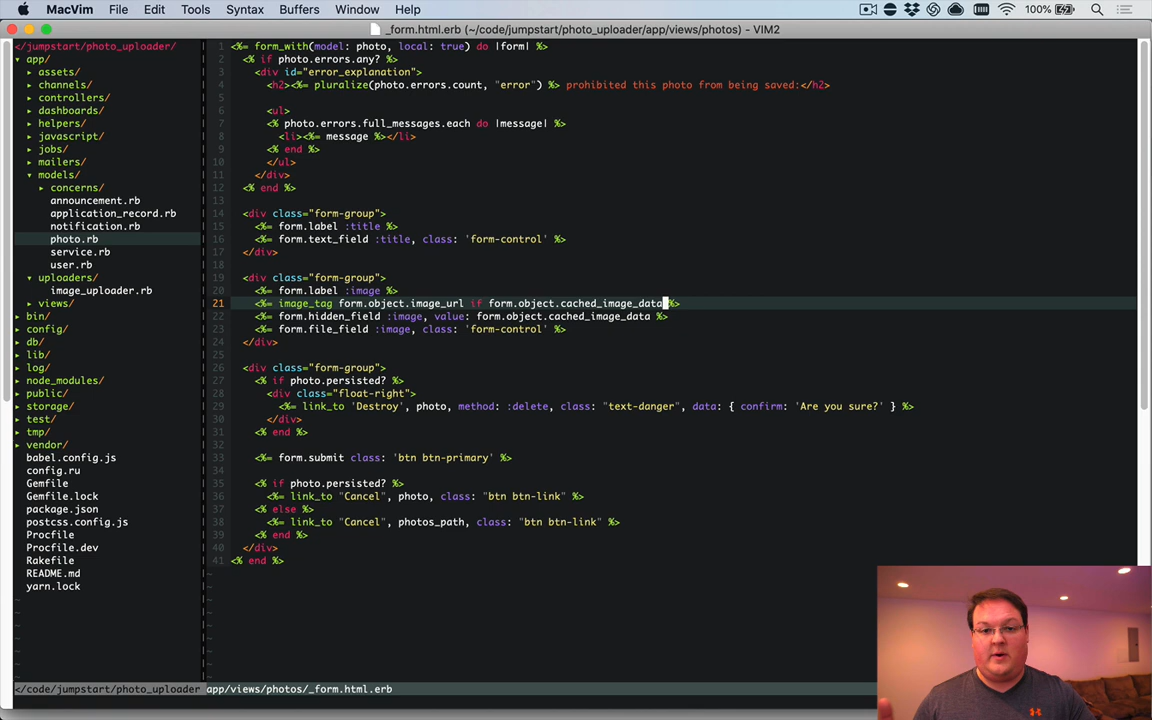 MacVim File Edit Tools Syntax Buffers Window Help 100%
_form.html.erb (~/code/jumpstart/photo_uploader/app/views/photos) - VIM2
</jumpstart/photo_uploader/
▾ app/
▸ assets/
▸ channels/
▸ controllers/
▸ dashboards/
▸ helpers/
▸ javascript/
▸ jobs/
▸ mailers/
▾ models/
▸ concerns/
announcement.rb
application_record.rb
notification.rb
photo.rb
service.rb
user.rb
▾ uploaders/
image_uploader.rb
▸ views/
▸ bin/
▸ config/
▸ db/
▸ lib/
▸ log/
▸ node_modules/
▸ public/
▸ storage/
▸ test/
▸ tmp/
▸ vendor/
babel.config.js
config.ru
Gemfile
Gemfile.lock
package.json
postcss.config.js
Procfile
Procfile.dev
Rakefile
README.md
yarn.lock
~
~
~
~
~
~
~
</code/jumpstart/photo_uploader
1 <%= form_with(model: photo, local: true) do |form| %>
2 <% if photo.errors.any? %>
3 <div id="error_explanation">
4 <h2><%= pluralize(photo.errors.count, "error") %> prohibited this photo from being saved:</h2>
5
6 <ul>
7 <% photo.errors.full_messages.each do |message| %>
8 <li><%= message %></li>
9 <% end %>
10 </ul>
11 </div>
12 <% end %>
13
14 <div class="form-group">
15 <%= form.label :title %>
16 <%= form.text_field :title, class: 'form-control' %>
17 </div>
18
19 <div class="form-group">
20 <%= form.label :image %>
21 <%= image_tag form.object.image_url if form.object.cached_image_data %>
22 <%= form.hidden_field :image, value: form.object.cached_image_data %>
23 <%= form.file_field :image, class: 'form-control' %>
24 </div>
25
26 <div class="form-group">
27 <% if photo.persisted? %>
28 <div class="float-right">
29 <%= link_to 'Destroy', photo, method: :delete, class: "text-danger", data: { confirm: 'Are you sure?' } %>
30 </div>
31 <% end %>
32
33 <%= form.submit class: 'btn btn-primary' %>
34
35 <% if photo.persisted? %>
36 <%= link_to "Cancel", photo, class: "btn btn-link" %>
37 <% else %>
38 <%= link_to "Cancel", photos_path, class: "btn btn-link" %>
39 <% end %>
40 </div>
41 <% end %>
~
~
~
~
~
~
~
~
~
app/views/photos/_form.html.erb